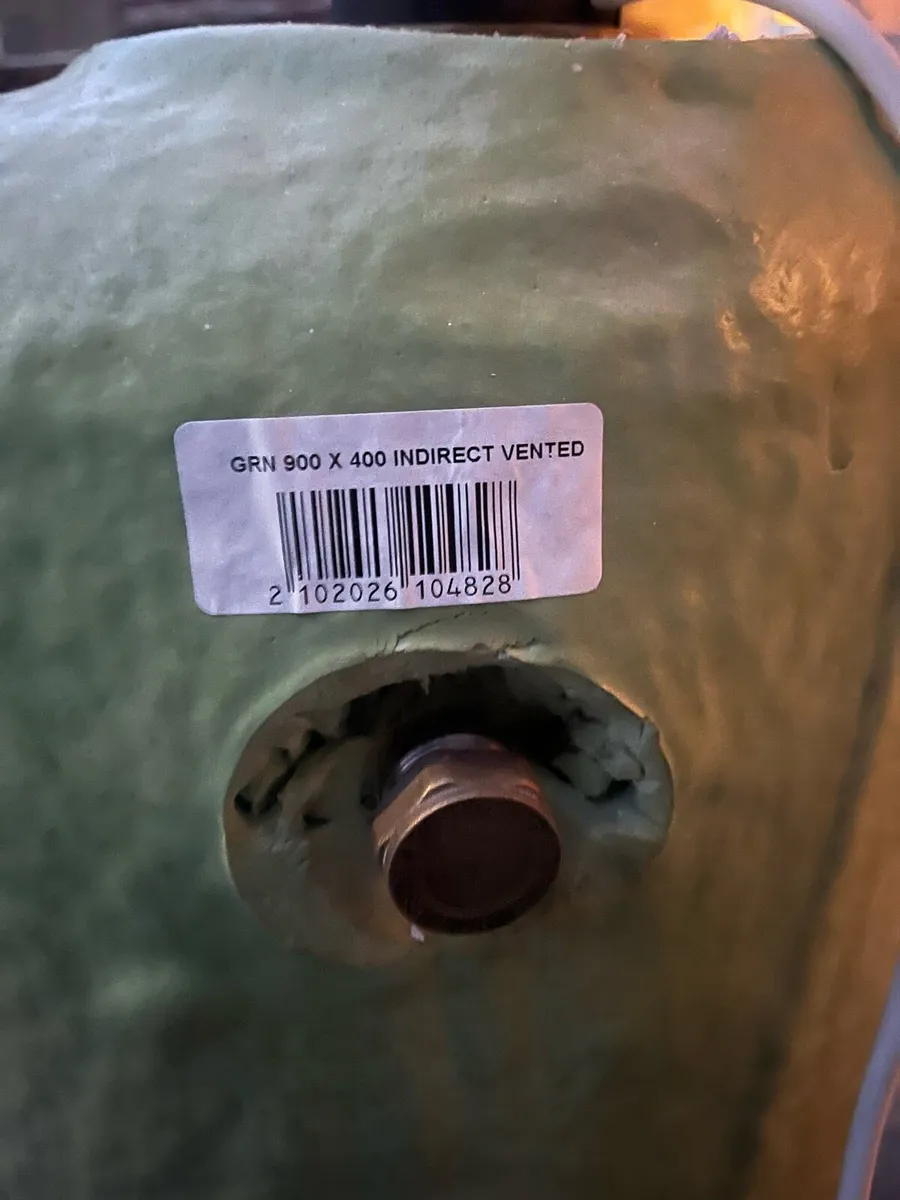 GRN 900 X 400 INDIRECT VENTED
2 102026 104828